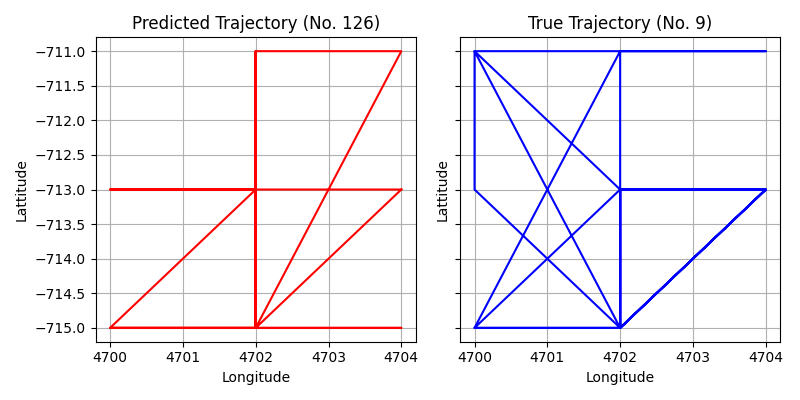 Predicted Trajectory (No. 126)
True Trajectory (No. 9)
−711.0
−711.5
−712.0
−712.5
−713.0
−713.5
−714.0
−714.5
−715.0
Lattitude
Lattitude
4700 4701 4702 4703 4704
4700 4701 4702 4703 4704
Longitude
Longitude